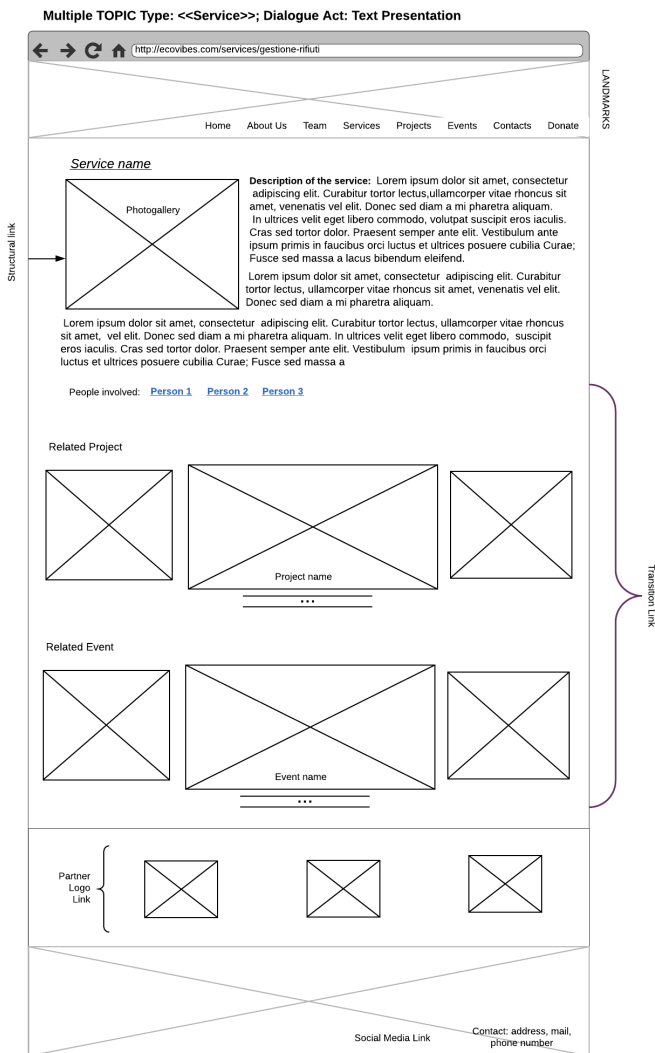 Multiple TOPIC Type: <<Service>>; Dialogue Act: Text Presentation
http://ecovibes.com/services/gestione-rifiuti
LANDMARKS
Home About Us Team Services Projects Events Contacts Donate
Service name
Photogallery
Structural link
Description of the service: Lorem ipsum dolor sit amet, consectetur
adipiscing elit. Curabitur tortor lectus,ullamcorper vitae rhoncus sit
amet, venenatis vel elit. Donec sed diam a mi pharetra aliquam.
In ultrices velit eget libero commodo, volutpat suscipit eros iaculis.
Cras sed tortor dolor. Praesent semper ante elit. Vestibulum ante
ipsum primis in faucibus orci luctus et ultrices posuere cubilia Curae;
Fusce sed massa a lacus bibendum eleifend.
Lorem ipsum dolor sit amet, consectetur adipiscing elit. Curabitur
tortor lectus, ullamcorper vitae rhoncus sit amet, venenatis vel elit.
Donec sed diam a mi pharetra aliquam.
Lorem ipsum dolor sit amet, consectetur adipiscing elit. Curabitur tortor lectus, ullamcorper vitae rhoncus
sit amet, vel elit. Donec sed diam a mi pharetra aliquam. In ultrices velit eget libero commodo, suscipit
eros iaculis. Cras sed tortor dolor. Praesent semper ante elit. Vestibulum ipsum primis in faucibus orci
luctus et ultrices posuere cubilia Curae; Fusce sed massa a
People involved: Person 1 Person 2 Person 3
Related Project
Project name
...
Transition Link
Related Event
Event name
...
Partner
Logo
Link
Social Media Link
Contact: address, mail,
phone number